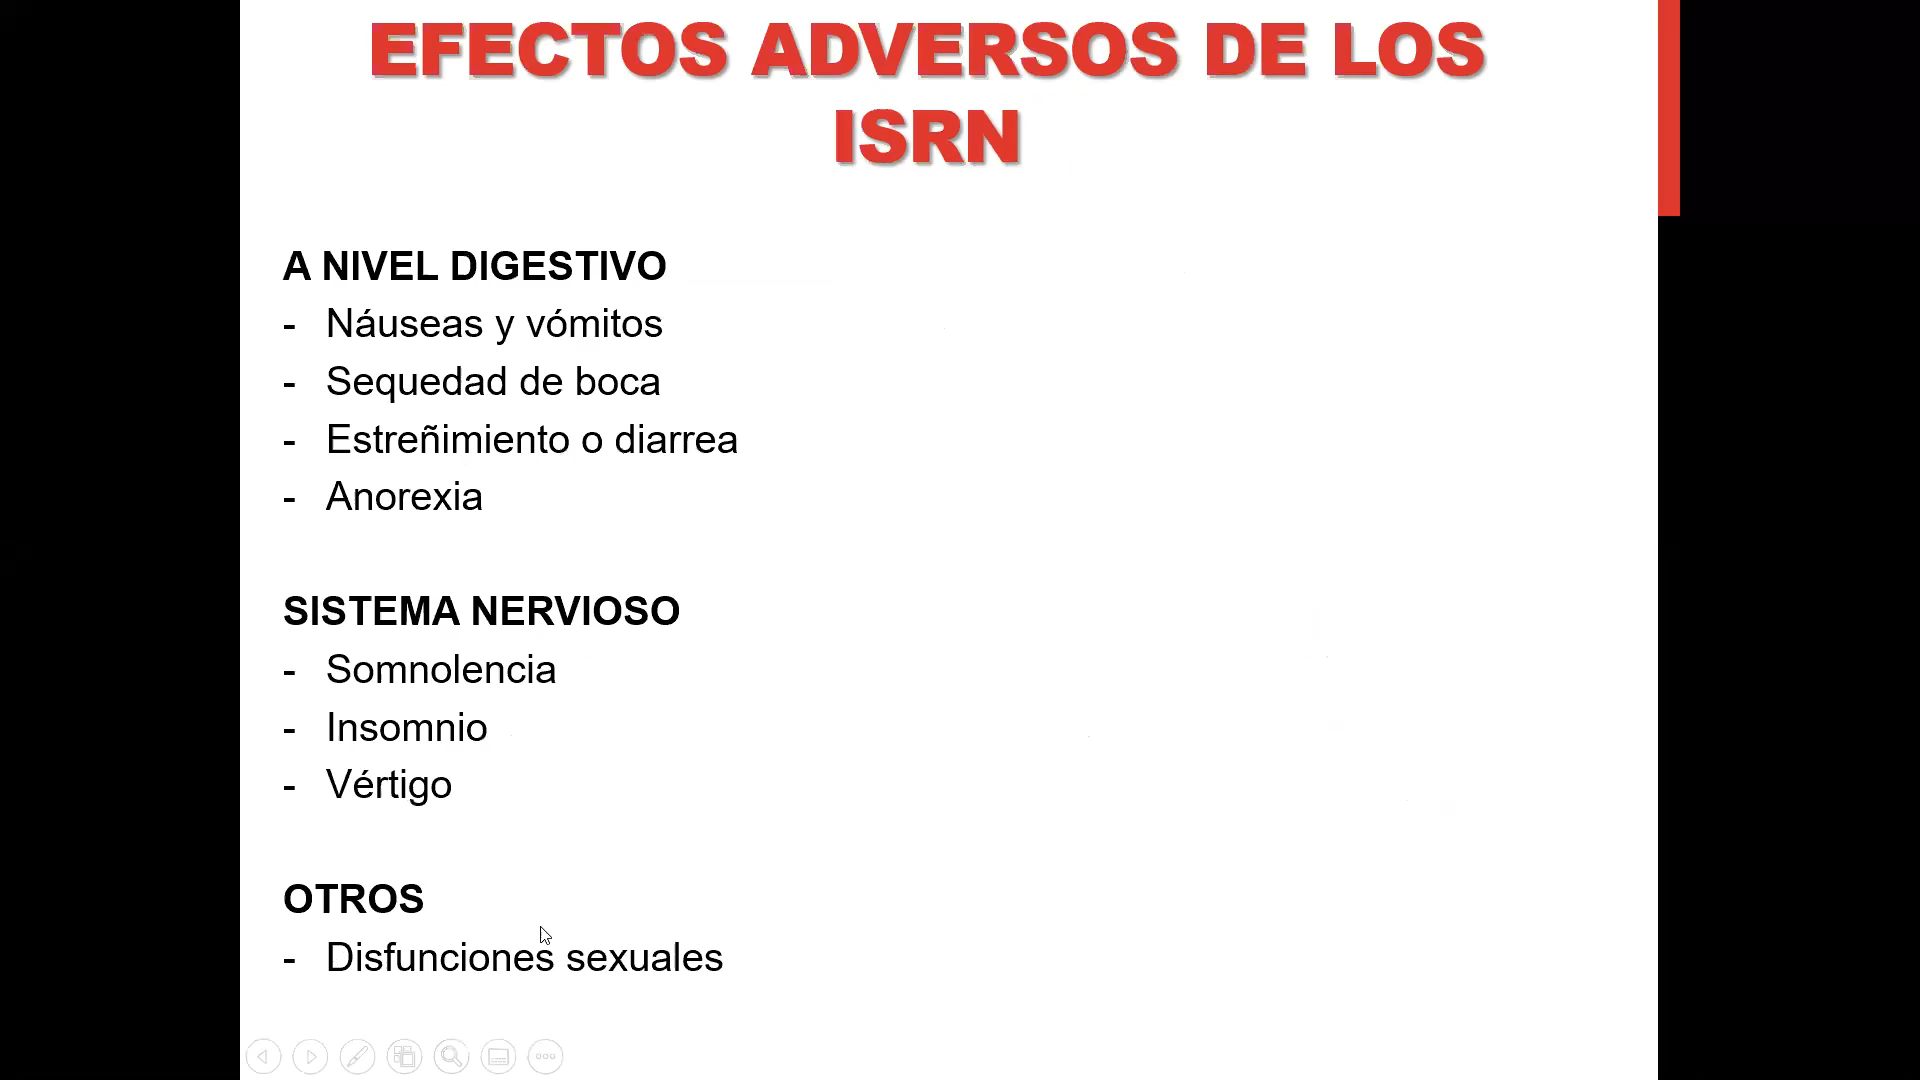 EFECTOS ADVERSOS DE LOS
ISRN
A NIVEL DIGESTIVO
- Náuseas y vómitos
- Sequedad de boca
- Estreñimiento o diarrea
- Anorexia
SISTEMA NERVIOSO
- Somnolencia
- Insomnio
- Vértigo
OTROS
- Disfunciones sexuales